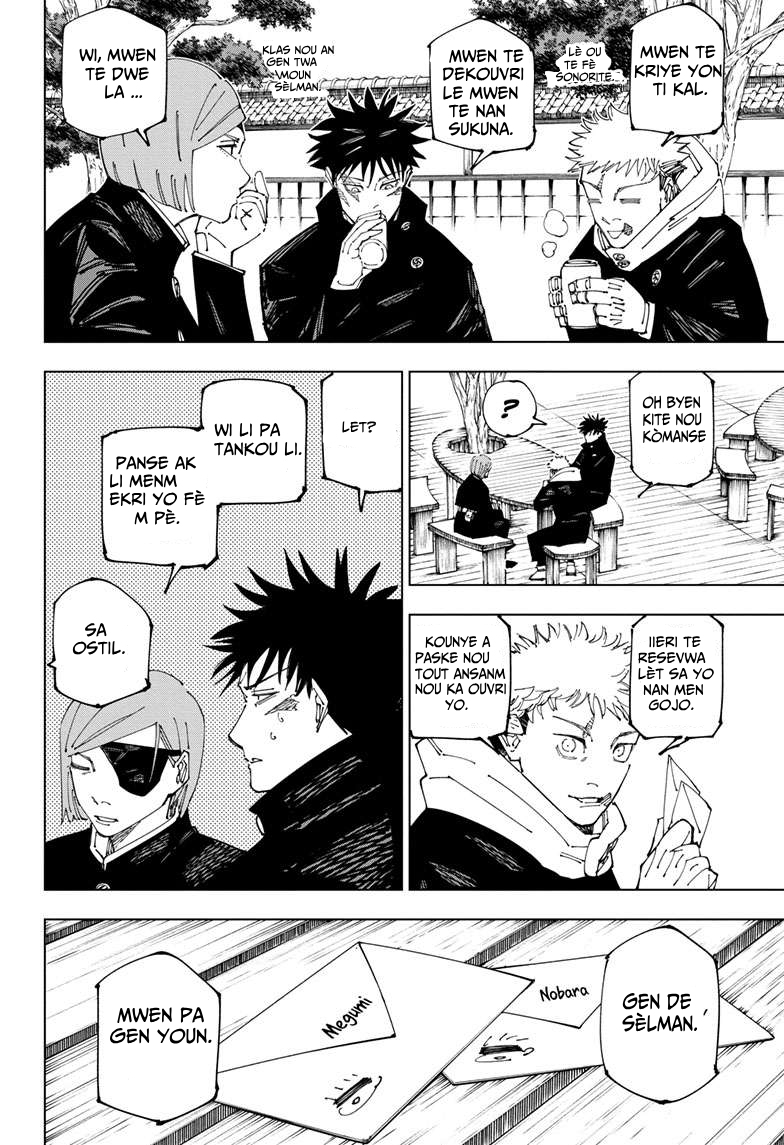 MWEN TE
KRIYE YON
TI KAL.
LÈ OU
TE FÈ
SONORITE...
MWEN TE
DEKOUVRI
LE MWEN
TE NAN
SUKUNA.
KLAS NOU AN
GEN TWA
MOUN
SÈLMAN.
WI, MWEN
TE DWE
LA ...
OH BYEN
KITE NOU
KÒMANSE
?
IIERI TE
RESEVWA
LÈT SA YO
NAN MEN
GOJO.
KOUNYE A
PASKE NOU
TOUT ANSANM
NOU KA OUVRI
YO.
LET?
WI LI PA
TANKOU LI.
PANSE AK
LI MENM
EKRI YO FÈ
M PÈ.
SA
OSTIL.
GEN DE
SÈLMAN.
Nobara
Megumi
MWEN PA
GEN YOUN.